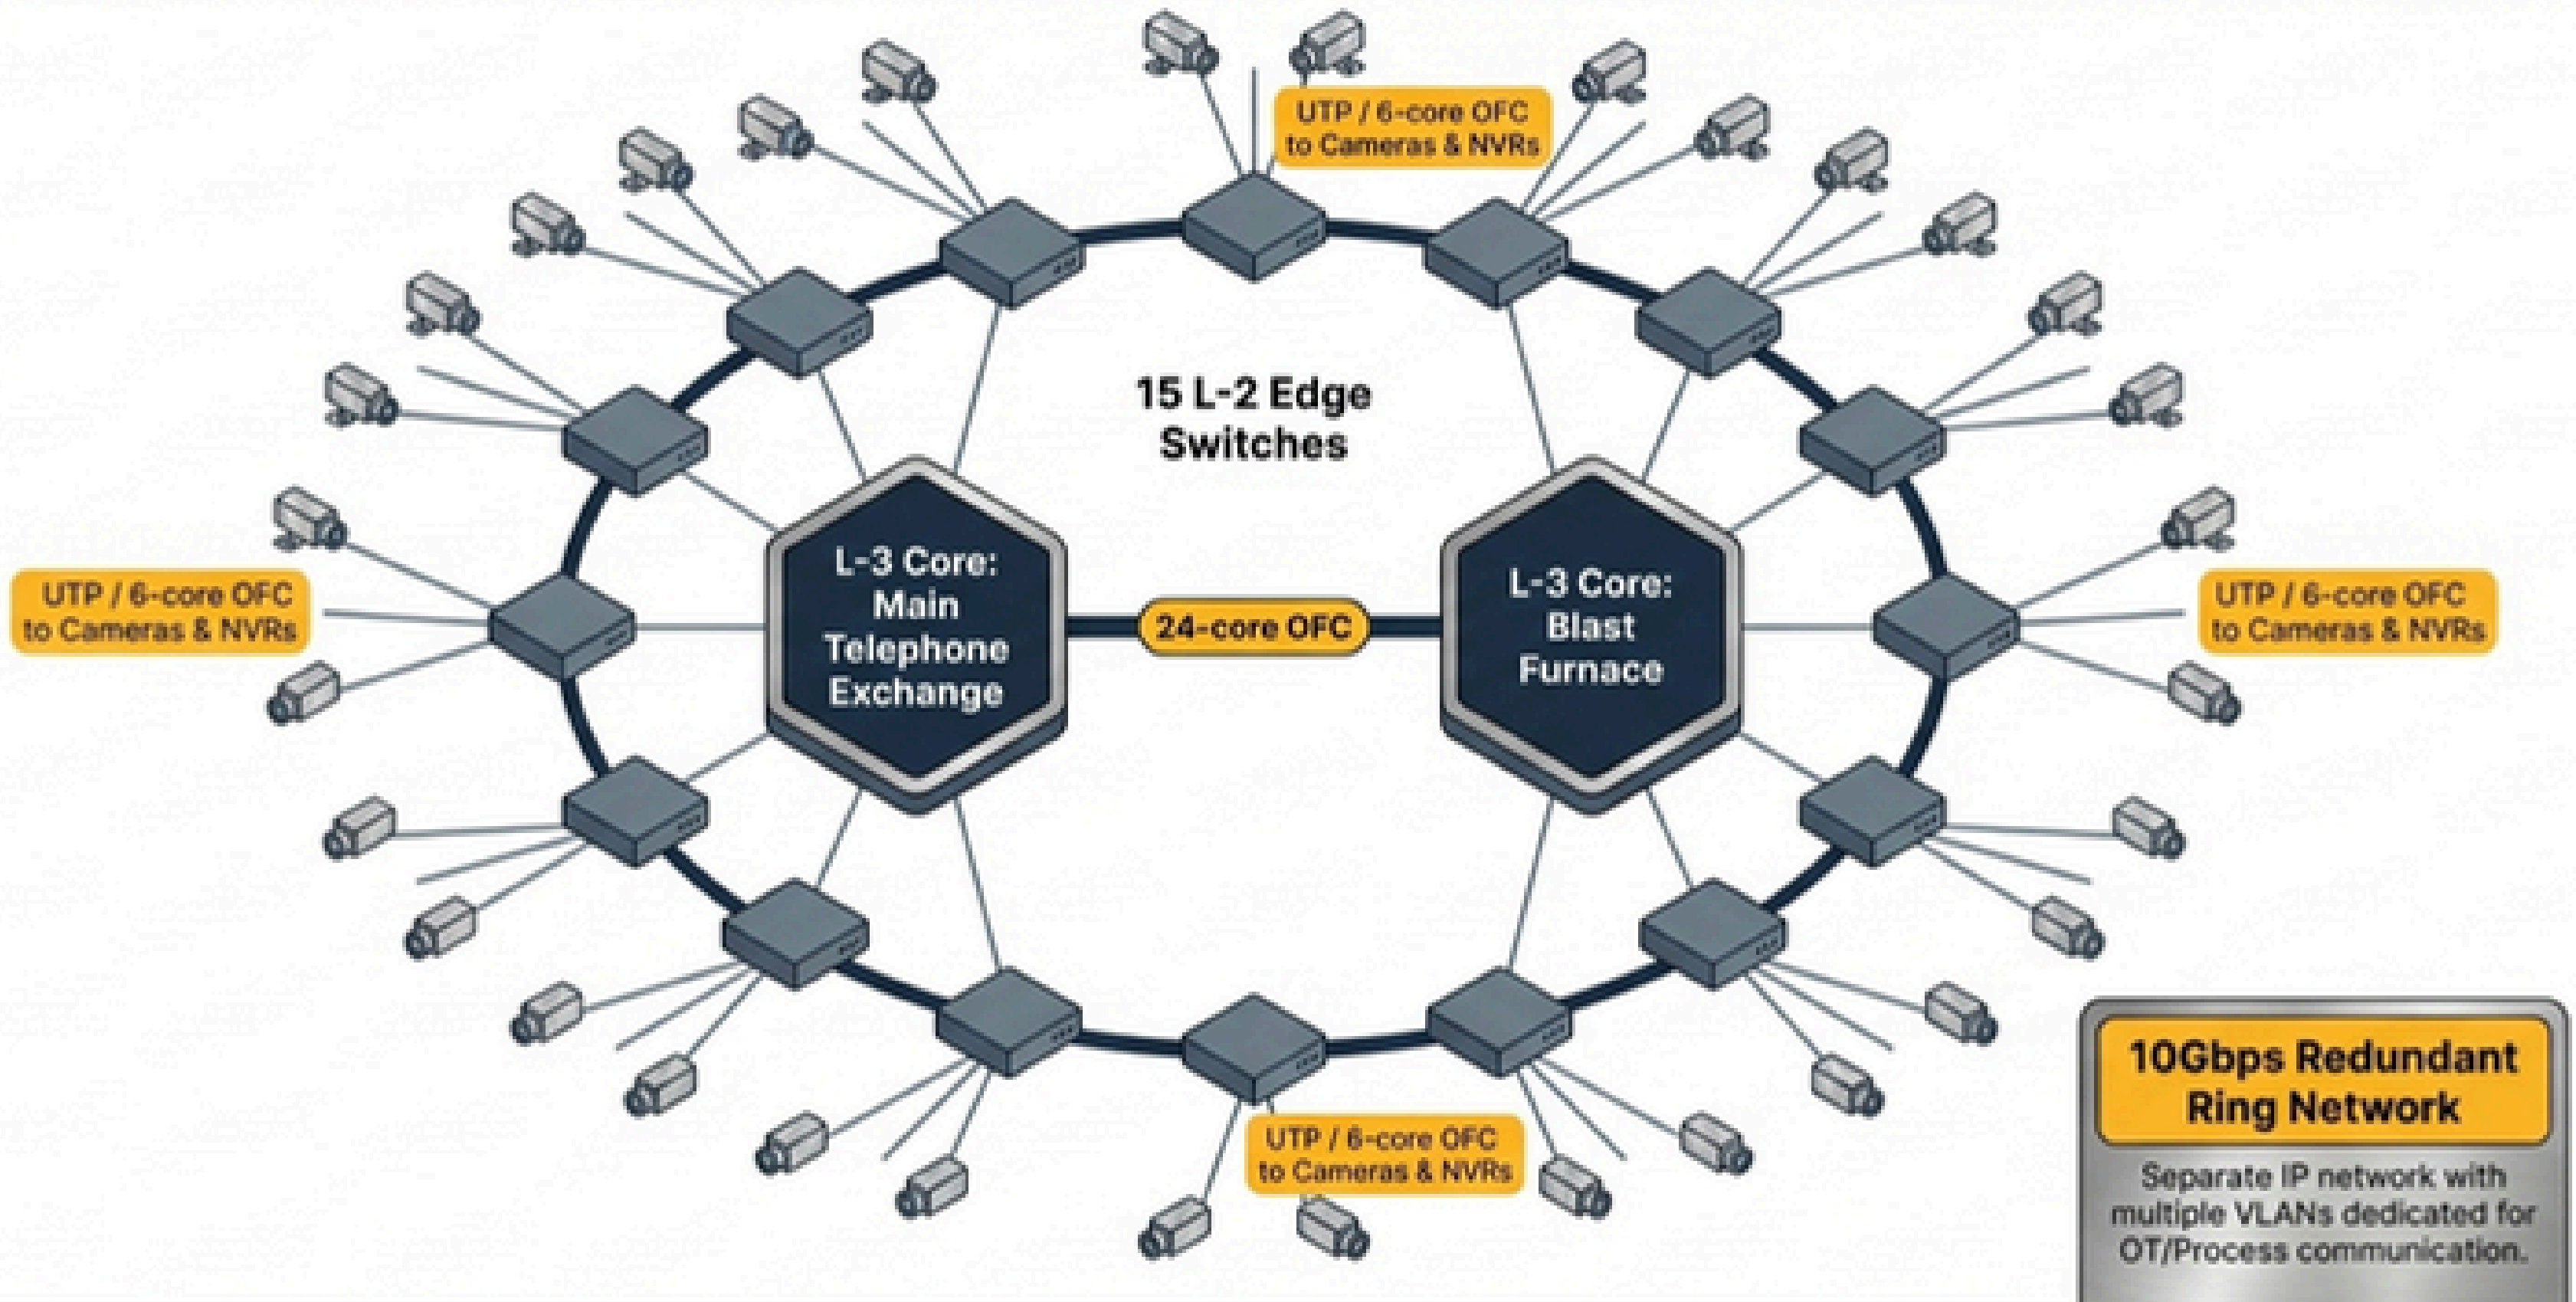 UTP / 6-core OFC
to Cameras & NVRs
15 L-2 Edge
Switches
L-3 Core:
Main
Telephone
Exchange
24-core OFC
L-3 Core:
Blast
Furnace
UTP / 6-core OFC
to Cameras & NVRs
UTP / 6-core OFC
to Cameras & NVRs
UTP / 6-core OFC
to Cameras & NVRs
10Gbps Redundant
Ring Network
Separate IP network with
multiple VLANs dedicated for
OT/Process communication.